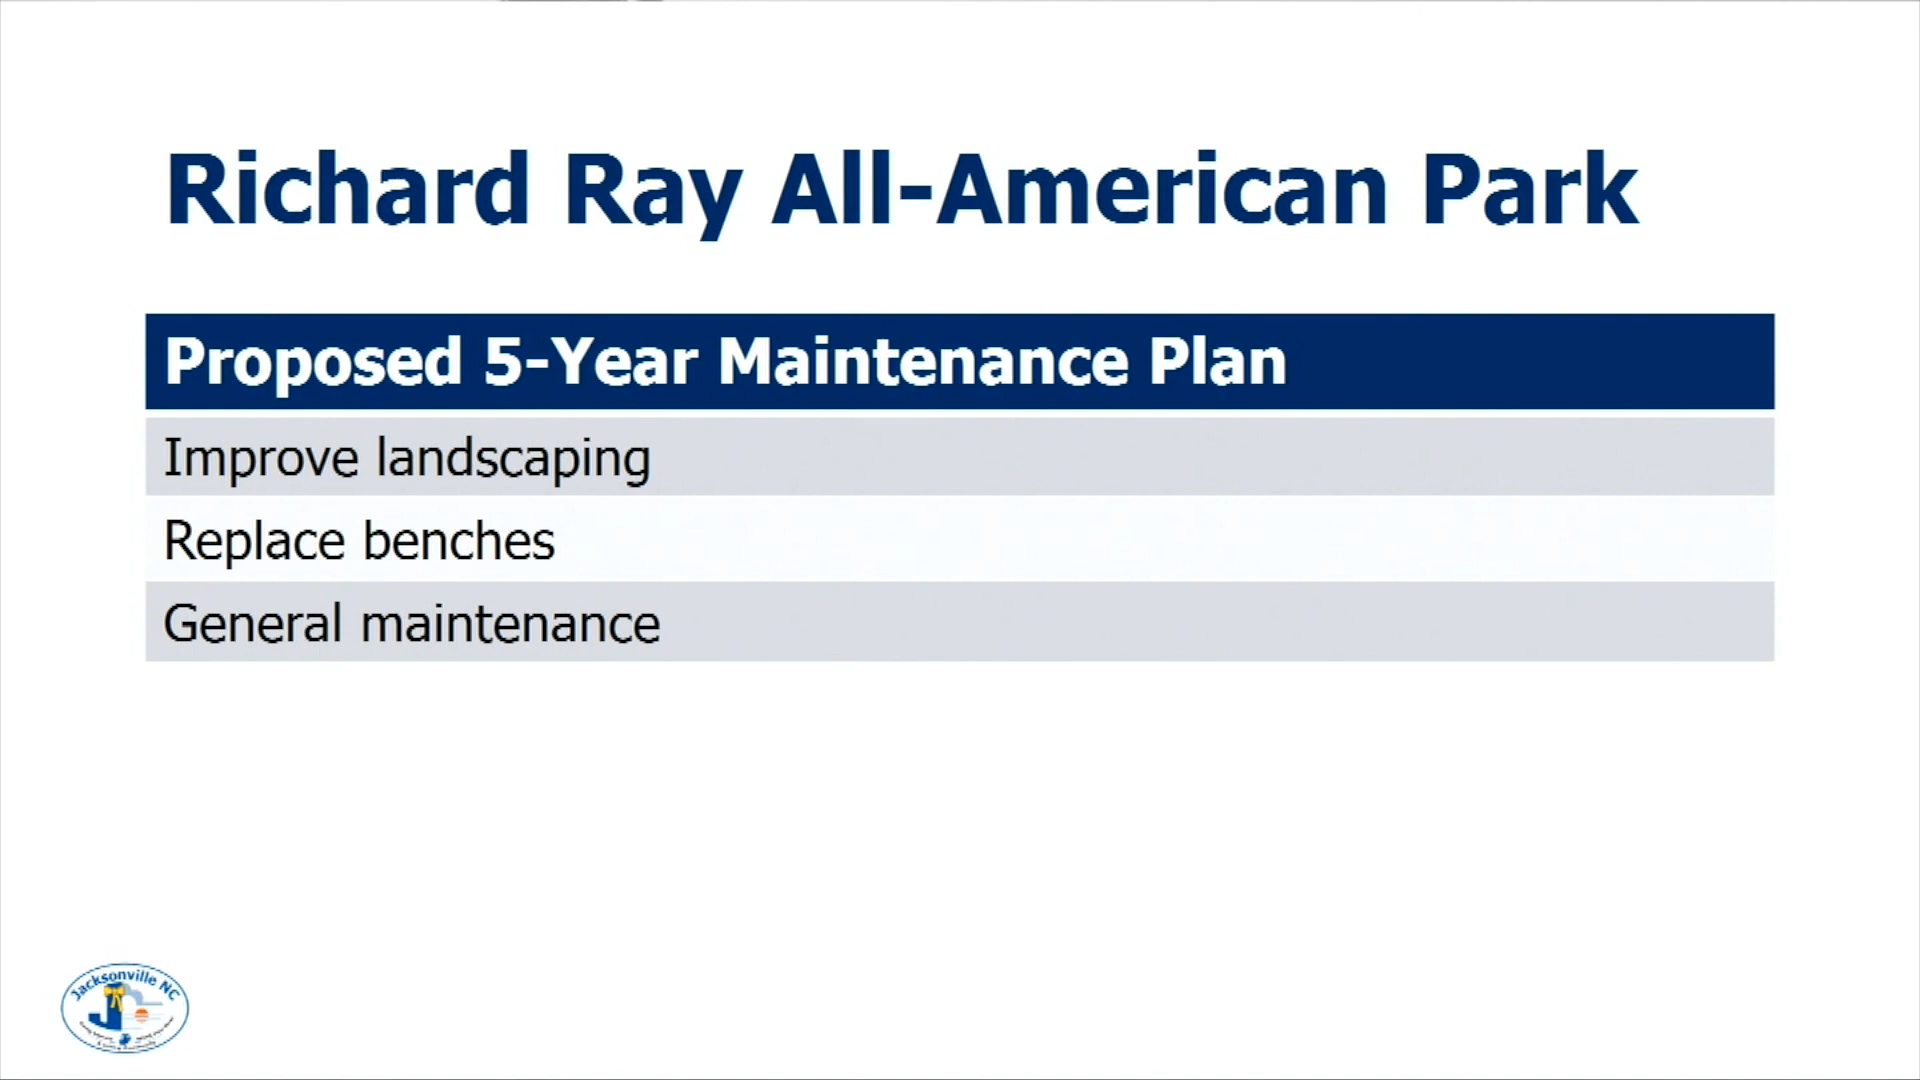 Richard Ray All-American Park
Proposed 5-Year Maintenance Plan
Improve landscaping
Replace benches
General maintenance
Jacksonville NC